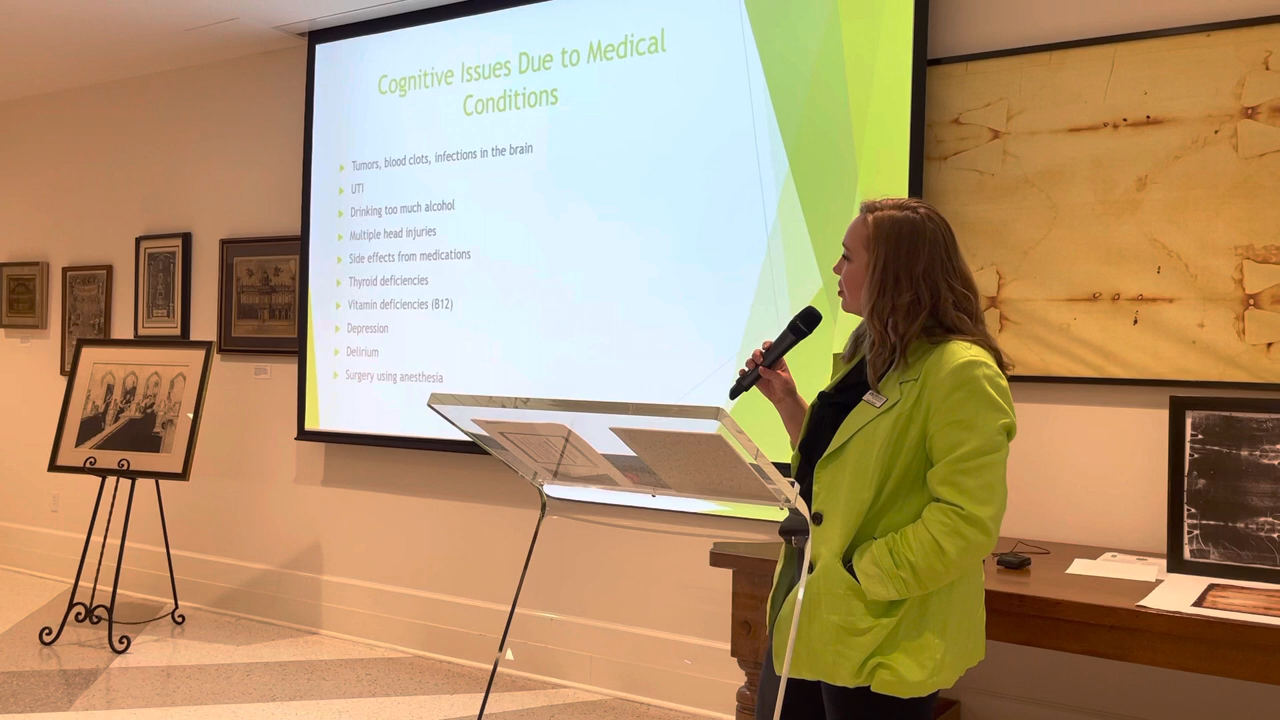 Cognitive Issues Due to Medical
Conditions
Tumors, blood clots, infections in the brain
UTI
Drinking too much alcohol
Multiple head injuries
Side effects from medications
Thyroid deficiencies
Vitamin deficiencies (B12)
Depression
Delirium
Surgery using anesthesia